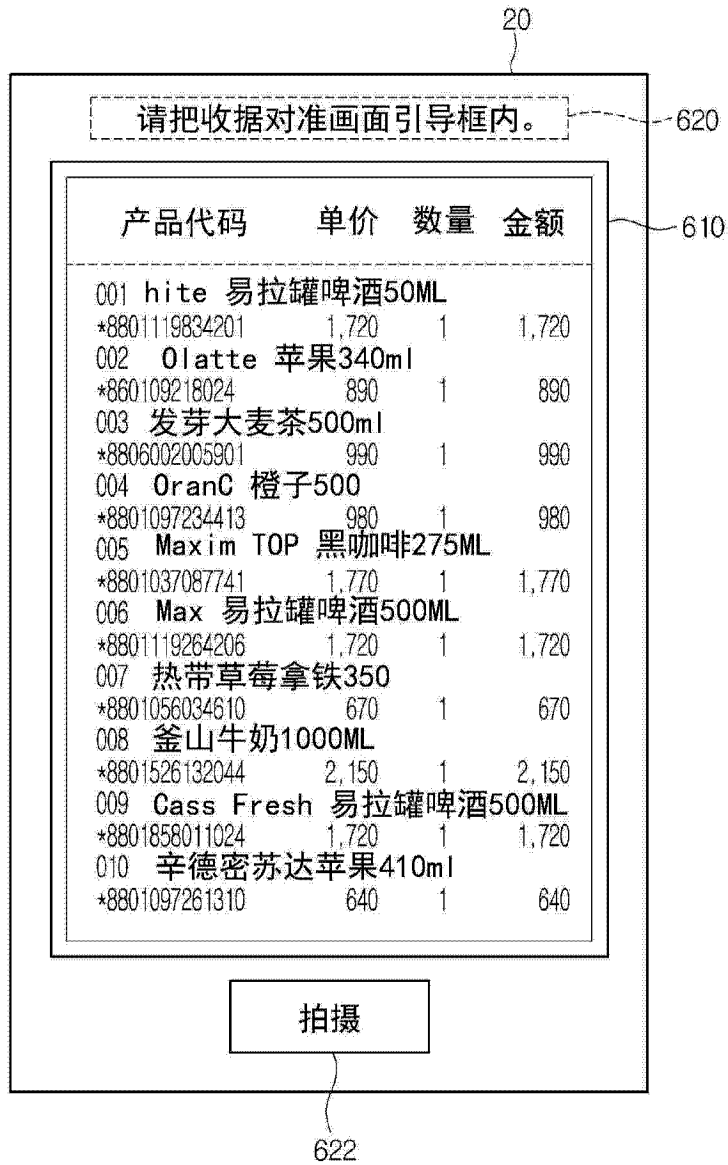 20
请把收据对准画面引导框内。 620
产品代码 单价 数量 金额 610
001 hite 易拉罐啤酒50ML
*8801119834201 1,720 1 1,720
002 Olatte 苹果340ml
*860109218024 890 1 890
003 发芽大麦茶500ml
*8806002005901 990 1 990
004 OranC 橙子500
*8801097234413 980 1 980
005 Maxim TOP 黑咖啡275ML
*8801037087741 1,770 1 1,770
006 Max 易拉罐啤酒500ML
*8801119264206 1,720 1 1,720
007 热带草莓拿铁350
*8801056034610 670 1 670
008 釜山牛奶1000ML
*8801526132044 2,150 1 2,150
009 Cass Fresh 易拉罐啤酒500ML
*8801858011024 1,720 1 1,720
010 辛德密苏达苹果410ml
*8801097261310 640 1 640
拍摄
622